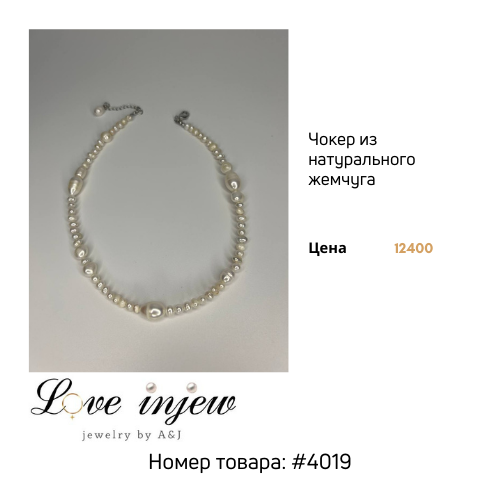 Чокер из
натурального
жемчуга
Цена 12400
Love injew
jewelry by A&J
Номер товара: #4019